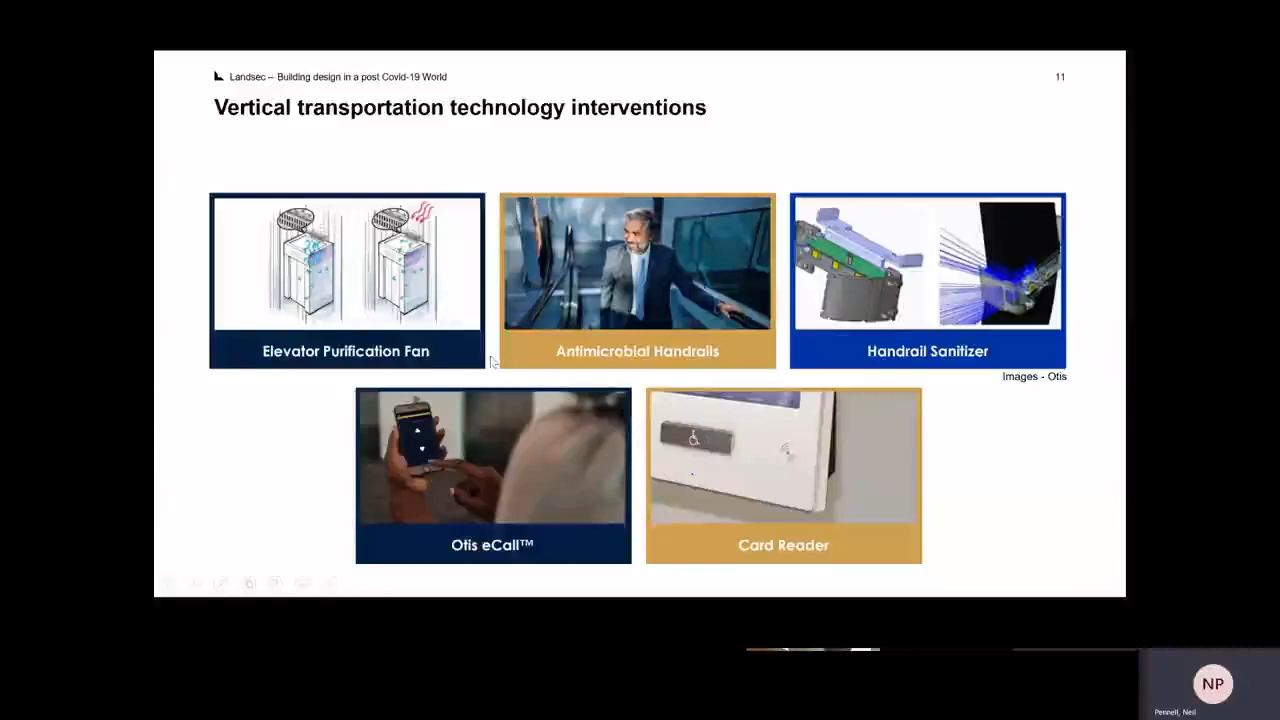 Landsec – Building design in a post Covid-19 World
11
Vertical transportation technology interventions
Elevator Purification Fan
Antimicrobial Handrails
Handrail Sanitizer
Images - Otis
Otis eCall™
Card Reader
NP
Pennell, Neil